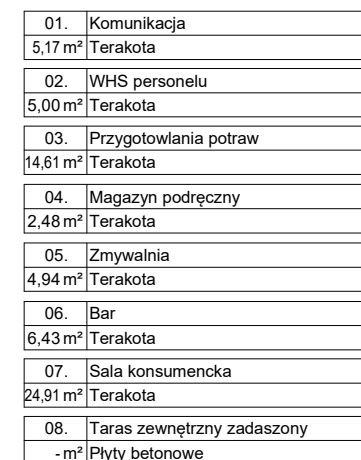 01. Komunikacja
5,17 m² Terakota
02. WHS personelu
5,00 m² Terakota
03. Przygotowlania potraw
14,61 m² Terakota
04. Magazyn podręczny
2,48 m² Terakota
05. Zmywalnia
4,94 m² Terakota
06. Bar
6,43 m² Terakota
07. Sala konsumencka
24,91 m² Terakota
08. Taras zewnętrzny zadaszony
- m² Płyty betonowe